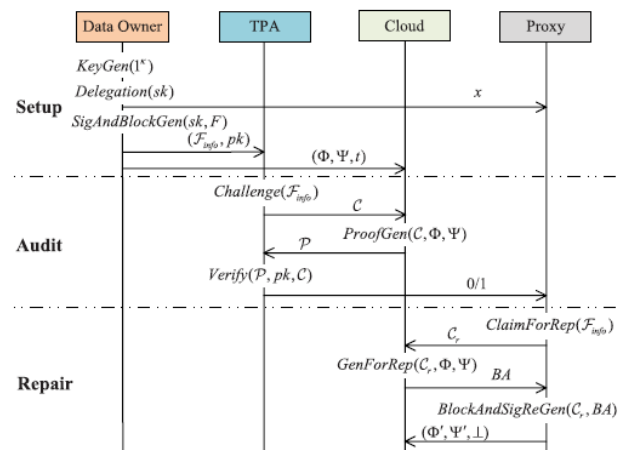 Data Owner TPA Cloud Proxy
KeyGen(1^κ)
Delegation(sk)
x
Setup
SigAndBlockGen(sk, F)
(ℱ_info, pk)
(Φ, Ψ, t)
Challenge(ℱ_info)
𝒞
Audit
ProofGen(𝒞, Φ, Ψ)
𝒫
Verify(𝒫, pk, 𝒞)
0/1
ClaimForRep(ℱ_info)
𝒞_r
GenForRep(𝒞_r, Φ, Ψ)
BA
Repair
BlockAndSigReGen(𝒞_r, BA)
(Φ′, Ψ′, ⊥)